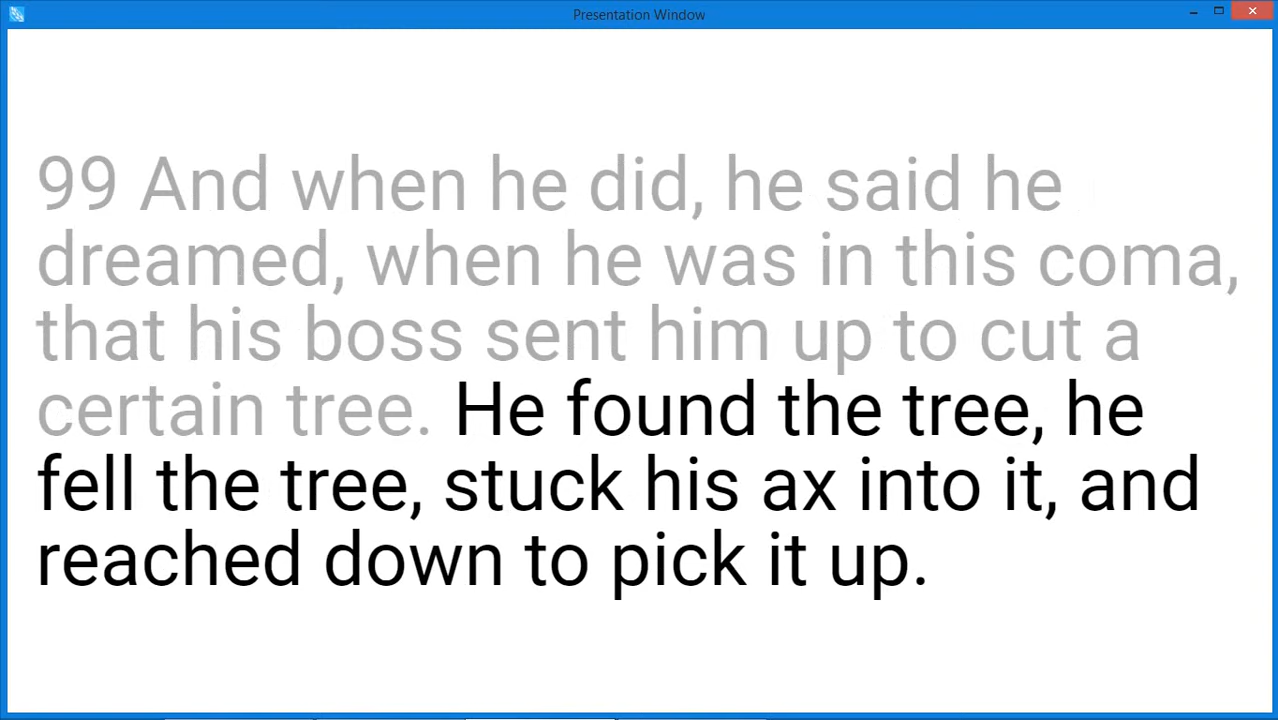 Presentation Window
99 And when he did, he said he
dreamed, when he was in this coma,
that his boss sent him up to cut a
certain tree. He found the tree, he
fell the tree, stuck his ax into it, and
reached down to pick it up.